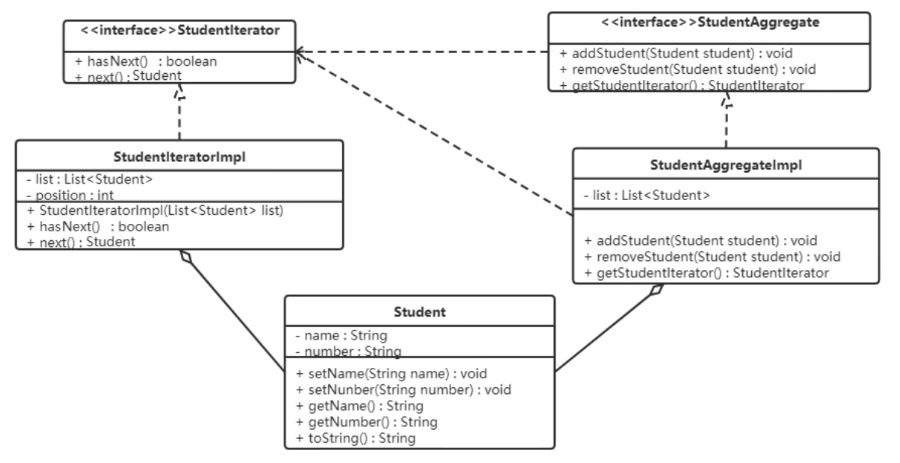 <<interface>>StudentIterator
+ hasNext() : boolean
+ next() : Student
<<interface>>StudentAggregate
+ addStudent(Student student) : void
+ removeStudent(Student student) : void
+ getStudentIterator() : StudentIterator
StudentIteratorImpl
- list : List<Student>
- position : int
+ StudentIteratorImpl(List<Student> list)
+ hasNext() : boolean
+ next() : Student
StudentAggregateImpl
- list : List<Student>
+ addStudent(Student student) : void
+ removeStudent(Student student) : void
+ getStudentIterator() : StudentIterator
Student
- name : String
- number : String
+ setName(String name) : void
+ setNunber(String number) : void
+ getName() : String
+ getNumber() : String
+ toString() : String